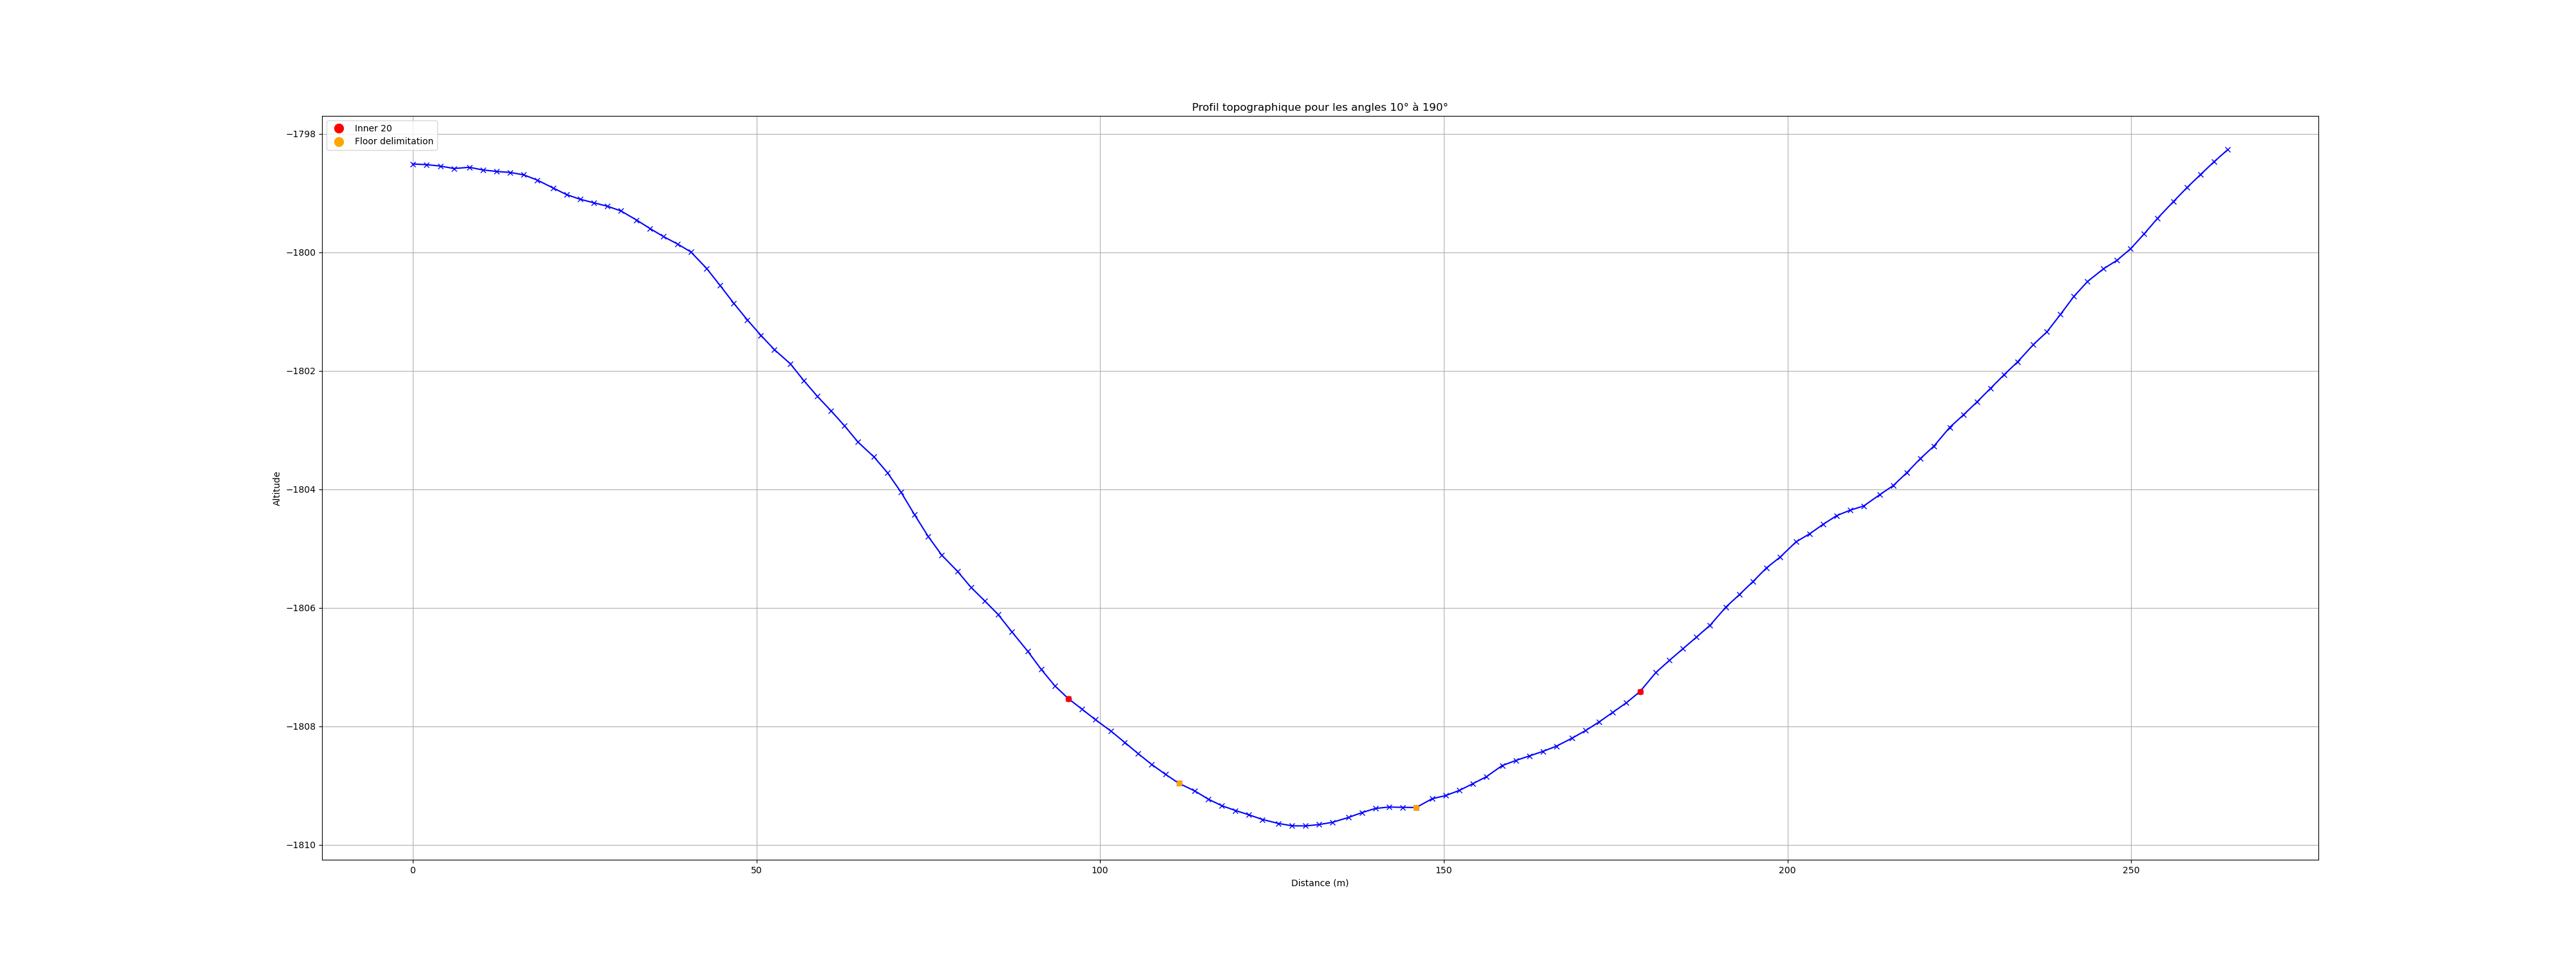 Profil topographique pour les angles 10° à 190°
Inner 20
Floor delimitation
−1798
−1800
−1802
−1804
−1806
−1808
−1810
Altitude
0 50 100 150 200 250
Distance (m)